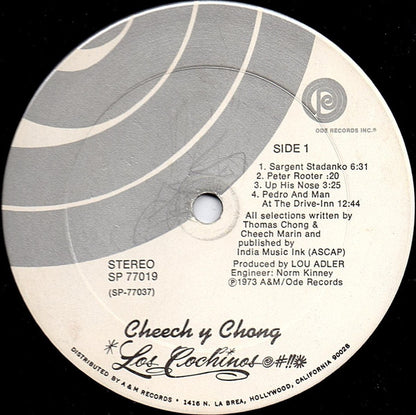 ODE RECORDS INC.®
SIDE 1
1. Sargent Stadanko 6:31
2. Peter Rooter :20
3. Up His Nose 3:25
4. Pedro And Man
At The Drive-Inn 12:44
All selections written by
Thomas Chong &
Cheech Marin and
published by
India Music Ink (ASCAP)
Produced by LOU ADLER
Engineer: Norm Kinney
Ⓟ1973 A&M/Ode Records
STEREO
SP 77019
(SP-77037)
Cheech y Chong
*Los Cochinos@#!!*
DISTRIBUTED BY A & M RECORDS • 1416 N. LA BREA, HOLLYWOOD, CALIFORNIA 90028